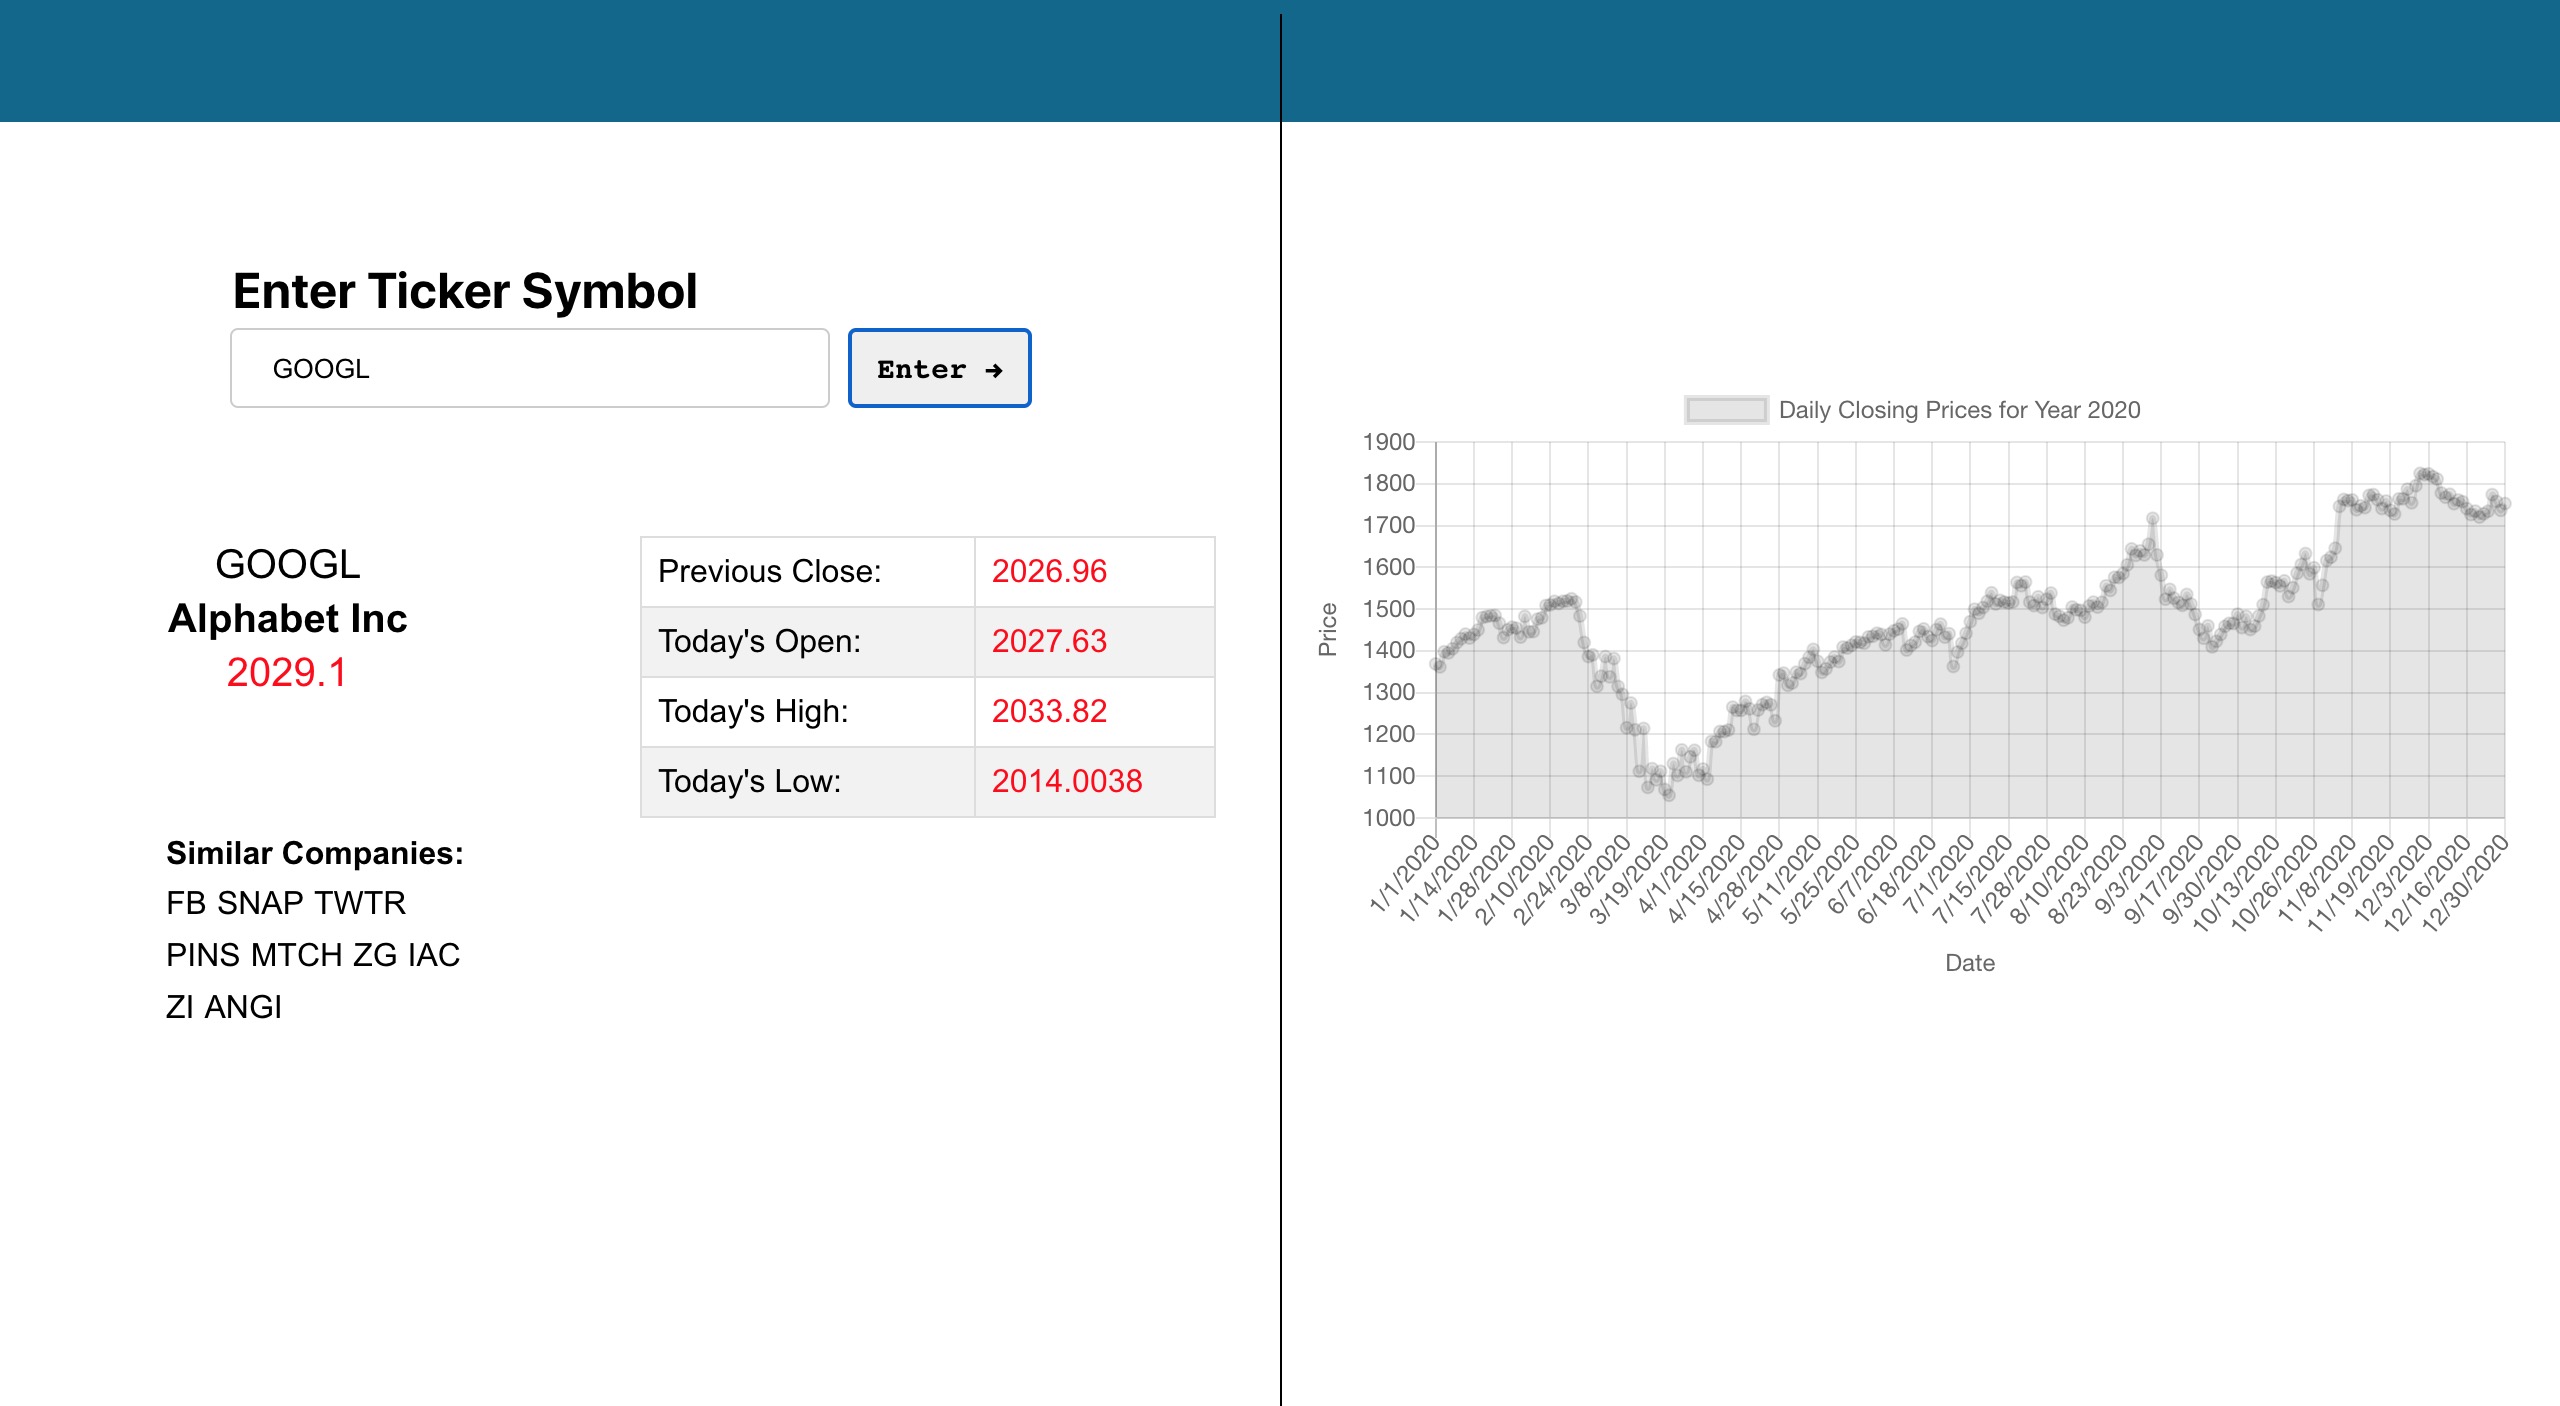 Enter Ticker Symbol
GOOGL
Enter →
GOOGL
Alphabet Inc
2029.1
Previous Close: 2026.96
Today's Open: 2027.63
Today's High: 2033.82
Today's Low: 2014.0038
Similar Companies:
FB SNAP TWTR
PINS MTCH ZG IAC
ZI ANGI
Daily Closing Prices for Year 2020
1900
1800
1700
1600
1500
1400
1300
1200
1100
1000
Price
1/1/2020
1/14/2020
1/28/2020
2/10/2020
2/24/2020
3/8/2020
3/19/2020
4/1/2020
4/15/2020
4/28/2020
5/11/2020
5/25/2020
6/7/2020
6/18/2020
7/1/2020
7/15/2020
7/28/2020
8/10/2020
8/23/2020
9/3/2020
9/17/2020
9/30/2020
10/13/2020
10/26/2020
11/8/2020
11/19/2020
12/3/2020
12/16/2020
12/30/2020
Date